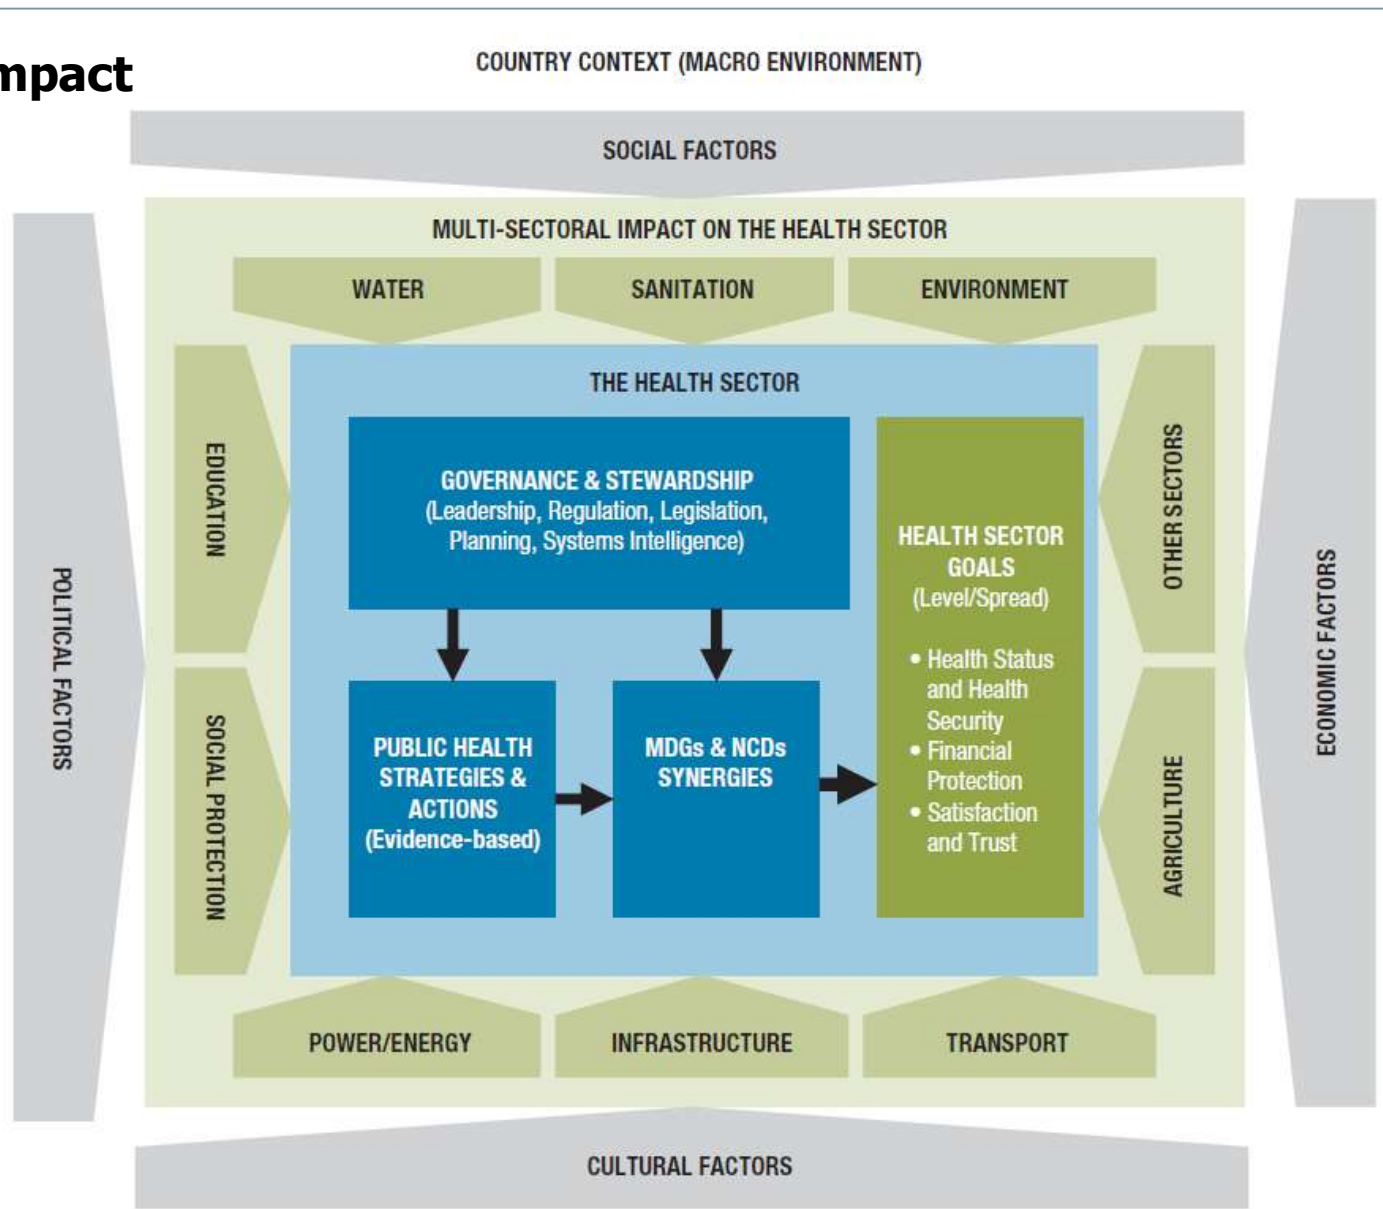 mpact
COUNTRY CONTEXT (MACRO ENVIRONMENT)
SOCIAL FACTORS
MULTI-SECTORAL IMPACT ON THE HEALTH SECTOR
WATER
SANITATION
ENVIRONMENT
THE HEALTH SECTOR
POLITICAL FACTORS
EDUCATION
SOCIAL PROTECTION
GOVERNANCE & STEWARDSHIP
(Leadership, Regulation, Legislation,
Planning, Systems Intelligence)
PUBLIC HEALTH
STRATEGIES &
ACTIONS
(Evidence-based)
MDGs & NCDs
SYNERGIES
HEALTH SECTOR
GOALS
(Level/Spread)
• Health Status
and Health
Security
• Financial
Protection
• Satisfaction
and Trust
OTHER SECTORS
AGRICULTURE
ECONOMIC FACTORS
POWER/ENERGY
INFRASTRUCTURE
TRANSPORT
CULTURAL FACTORS